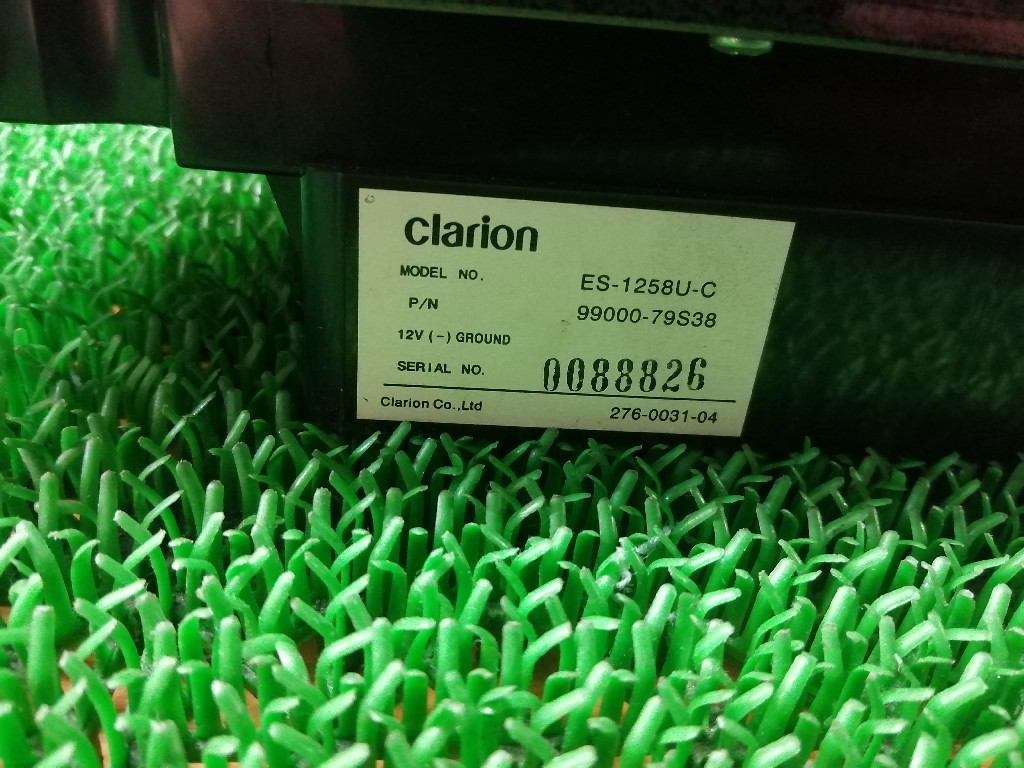 clarion
MODEL NO. ES-1258U-C
P/N 99000-79S38
12V (-) GROUND
SERIAL NO. 0088826
Clarion Co.,Ltd 276-0031-04